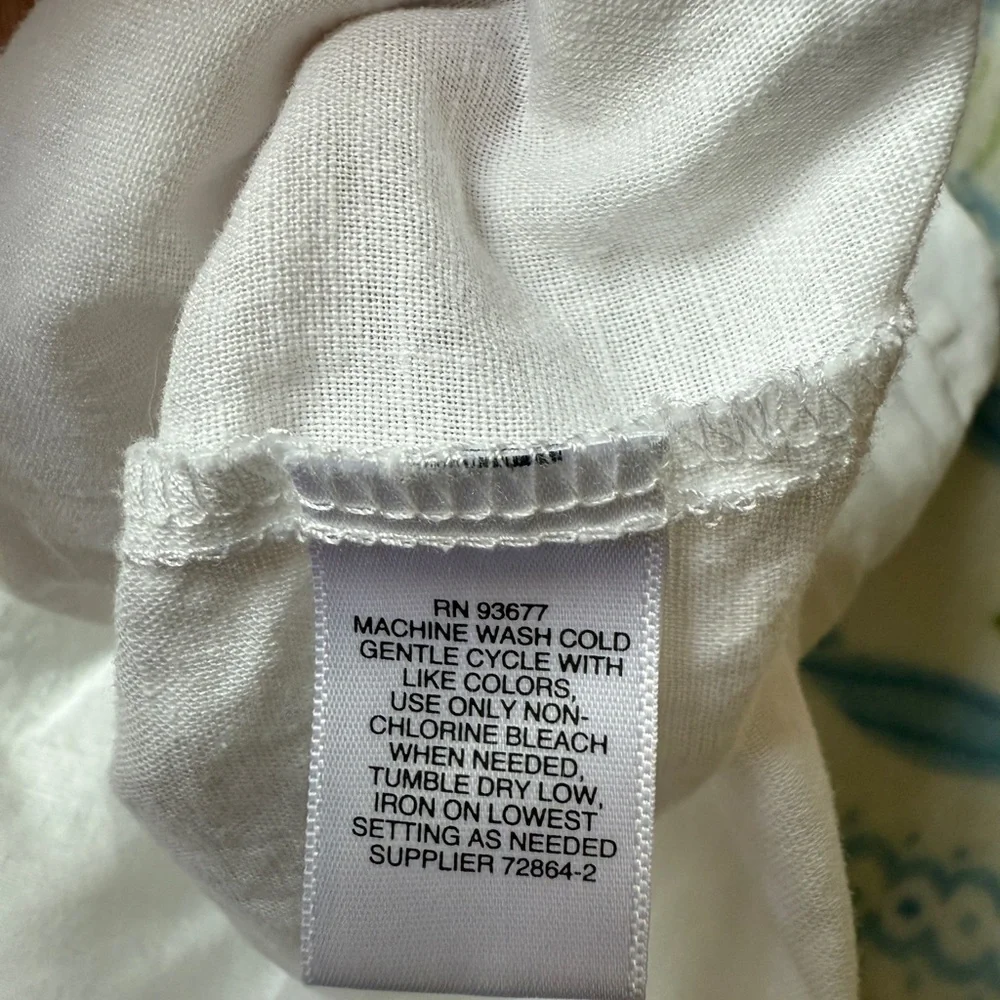 RN 93677
MACHINE WASH COLD
GENTLE CYCLE WITH
LIKE COLORS,
USE ONLY NON-
CHLORINE BLEACH
WHEN NEEDED,
TUMBLE DRY LOW,
IRON ON LOWEST
SETTING AS NEEDED
SUPPLIER 72864-2